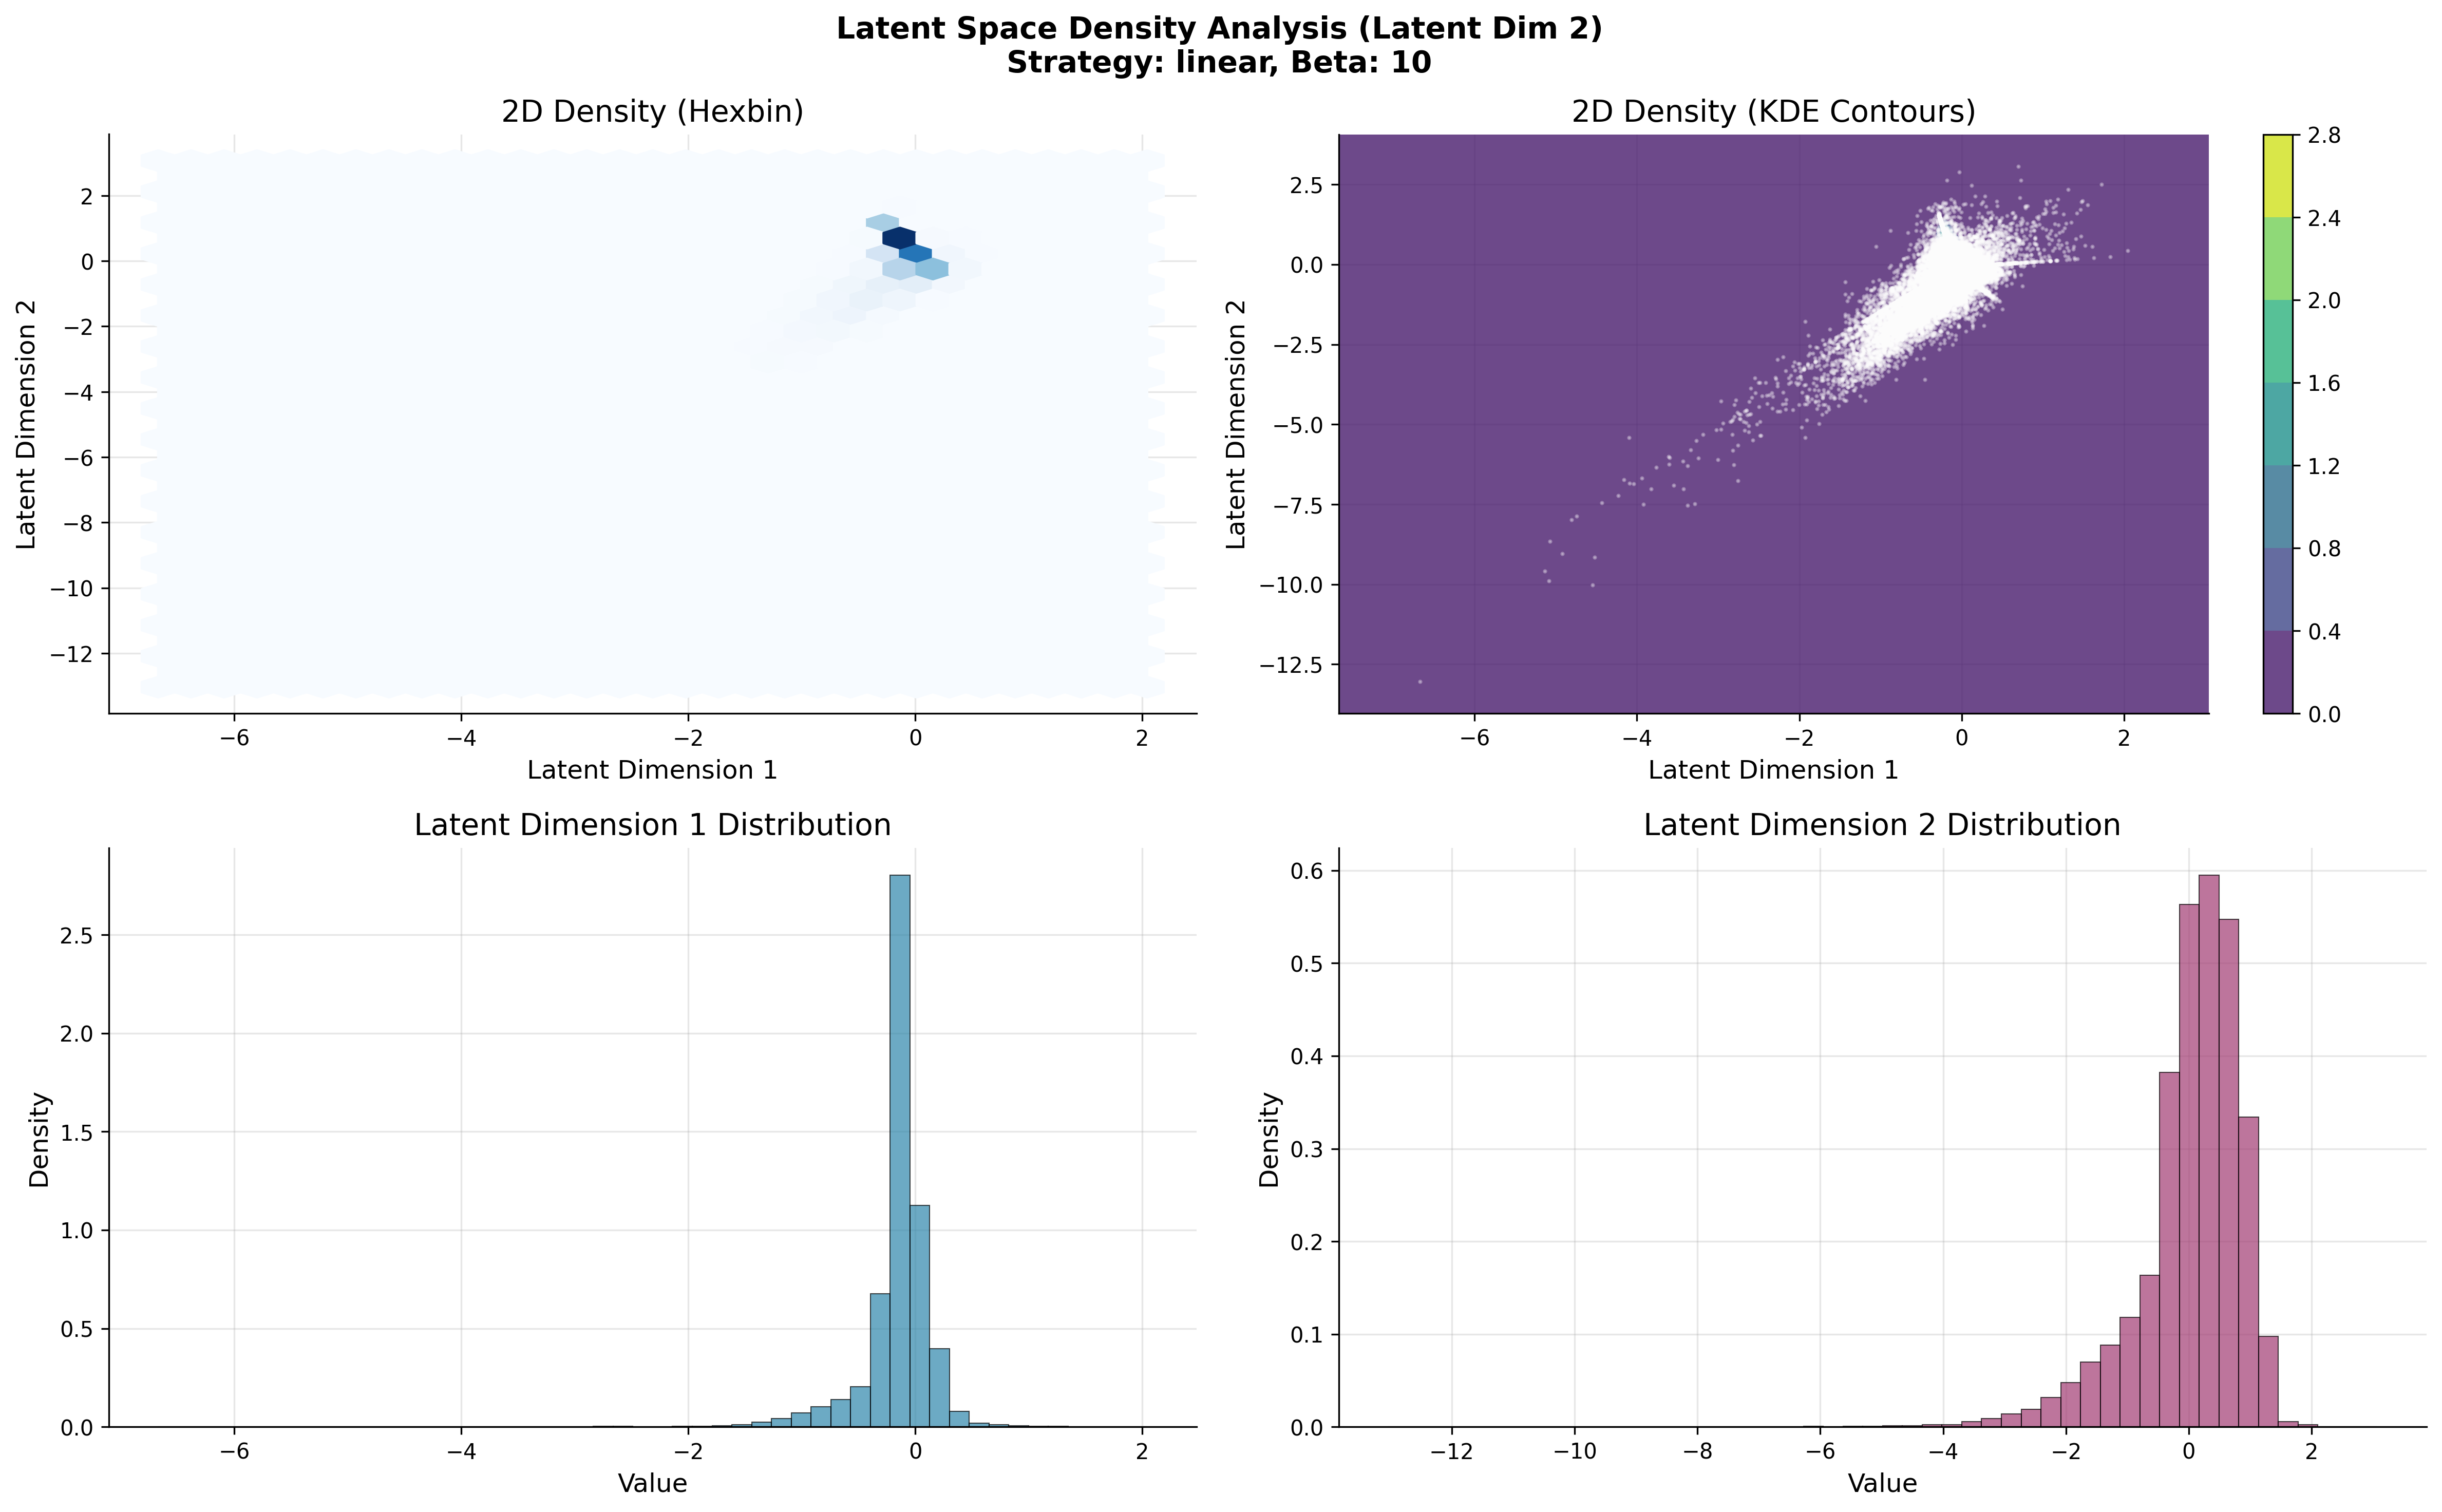 Latent Space Density Analysis (Latent Dim 2)
Strategy: linear, Beta: 10
2D Density (Hexbin)
2
0
−2
−4
−6
−8
−10
−12
Latent Dimension 2
−6 −4 −2 0 2
Latent Dimension 1
2D Density (KDE Contours)
2.5
0.0
−2.5
−5.0
−7.5
−10.0
−12.5
Latent Dimension 2
−6 −4 −2 0 2
Latent Dimension 1
2.8
2.4
2.0
1.6
1.2
0.8
0.4
0.0
Latent Dimension 1 Distribution
2.5
2.0
1.5
1.0
0.5
0.0
Density
−6 −4 −2 0 2
Value
Latent Dimension 2 Distribution
0.6
0.5
0.4
0.3
0.2
0.1
0.0
Density
−12 −10 −8 −6 −4 −2 0 2
Value